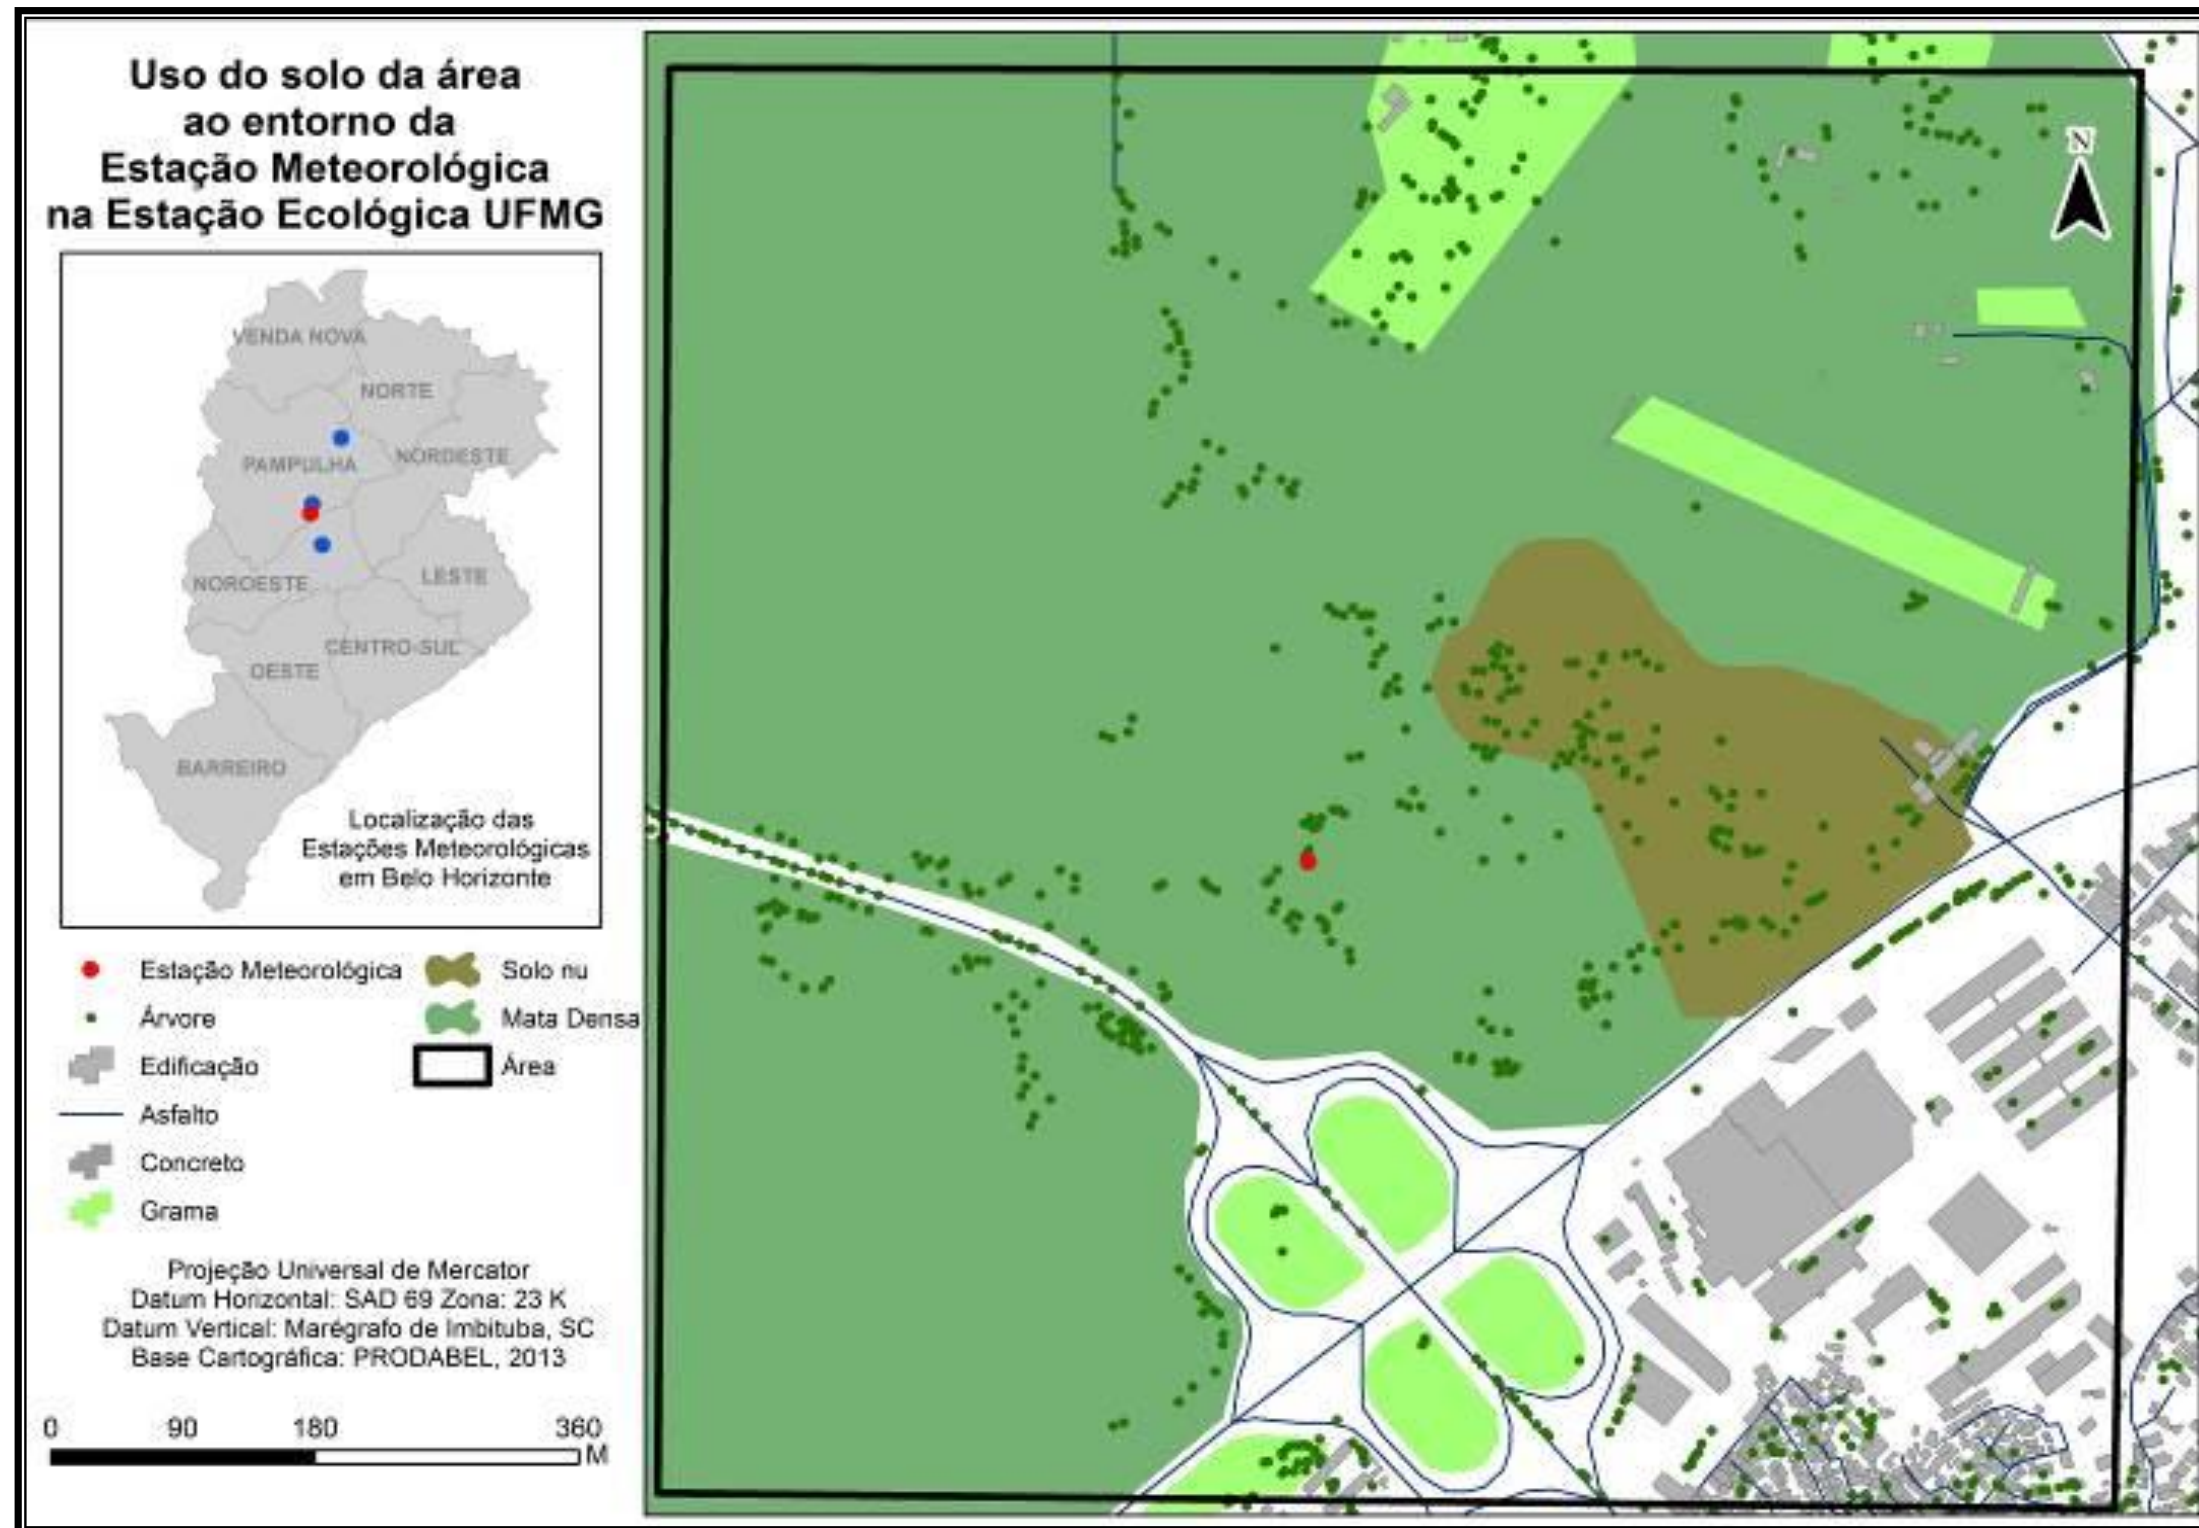 Uso do solo da área
ao entorno da
Estação Meteorológica
na Estação Ecológica UFMG
VENDA NOVA
NORTE
PAMPULHA
NORDESTE
NOROESTE
LESTE
CENTRO-SUL
OESTE
BARREIRO
Localização das
Estações Meteorológicas
em Belo Horizonte
Estação Meteorológica
Solo nu
Árvore
Mata Densa
Edificação
Área
Asfalto
Concreto
Grama
Projeção Universal de Mercator
Datum Horizontal: SAD 69 Zona: 23 K
Datum Vertical: Marégrafo de Imbituba, SC
Base Cartográfica: PRODABEL, 2013
0 90 180 360
M
N